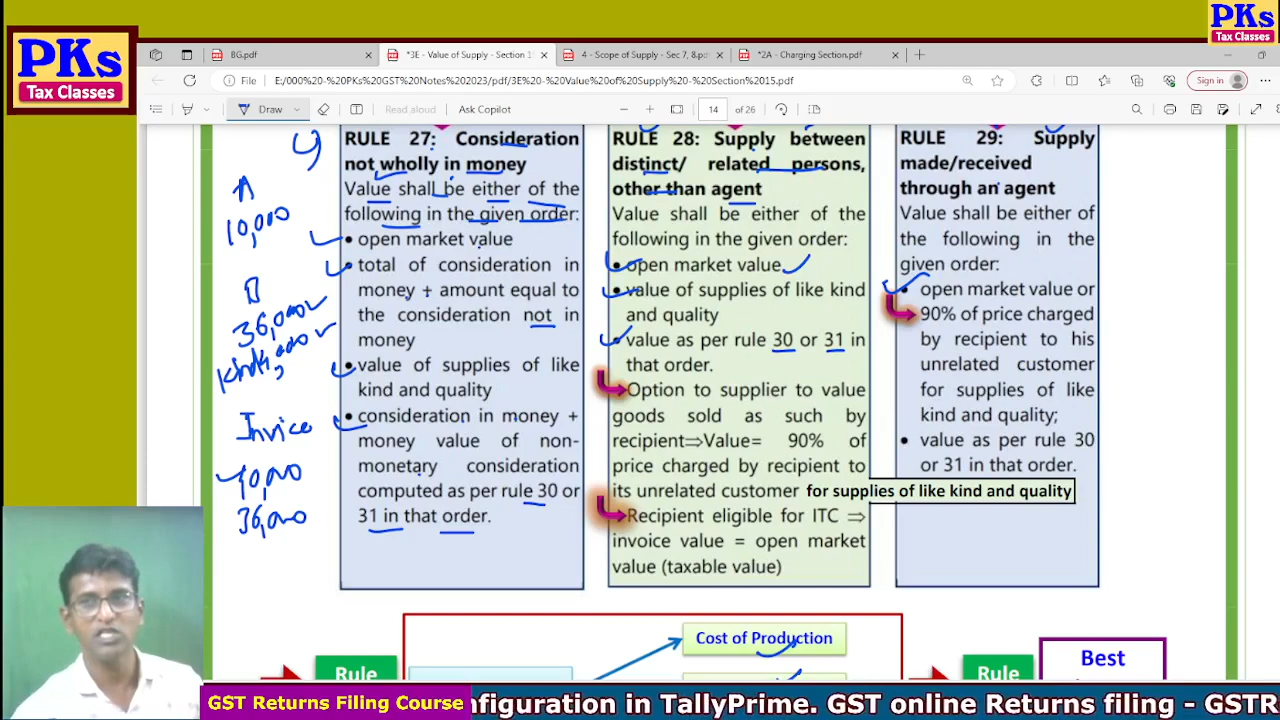 PKs
Tax Classes
PKs
Tax Classes
BG.pdf
*3E - Value of Supply - Section 1
4 - Scope of Supply - Sec 7, 8.pdf
*2A - Charging Section.pdf
File
E:/000%20-%20PKs%20GST%20Notes%202023/pdf/3E%20-%20Value%20of%20Supply%20-%20Section%2015.pdf
Sign in
Draw
Read aloud
Ask Copilot
14
of 26
RULE 27: Consideration
not wholly in money
Value shall be either of the
following in the given order:
• open market value
• total of consideration in
money + amount equal to
the consideration not in
money
• value of supplies of like
kind and quality
• consideration in money +
money value of non-
monetary consideration
computed as per rule 30 or
31 in that order.
RULE 28: Supply between
distinct/ related persons,
other than agent
Value shall be either of the
following in the given order:
• open market value
• value of supplies of like kind
and quality
• value as per rule 30 or 31 in
that order.
Option to supplier to value
goods sold as such by
recipient⇒Value= 90% of
price charged by recipient to
its unrelated customer for supplies of like kind and quality
Recipient eligible for ITC ⇒
invoice value = open market
value (taxable value)
RULE 29: Supply
made/received
through an agent
Value shall be either of
the following in the
given order:
• open market value or
90% of price charged
by recipient to his
unrelated customer
for supplies of like
kind and quality;
• value as per rule 30
or 31 in that order.
A
10,000
B
36,000
Invoice
40,000
36,000
Cost of Production
Rule
Rule
Best
GST Returns Filing Course
nfiguration in TallyPrime. GST online Returns filing - GSTR